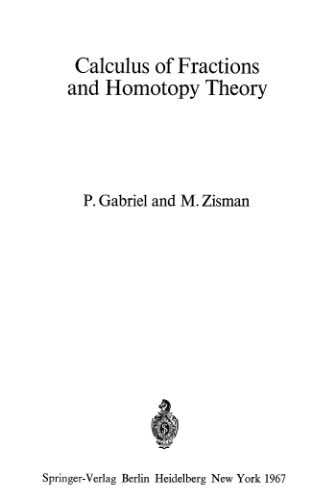 Calculus of Fractions
and Homotopy Theory
P. Gabriel and M. Zisman
Springer-Verlag Berlin Heidelberg New York 1967